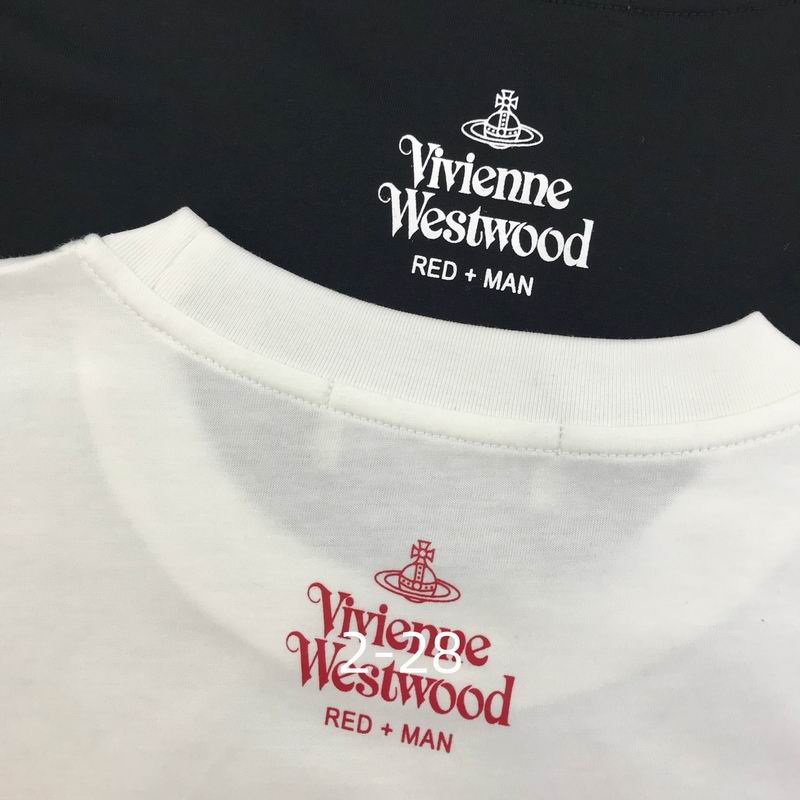 Vivienne
Westwood
RED + MAN
Vivienne
2-28
Westwood
RED + MAN